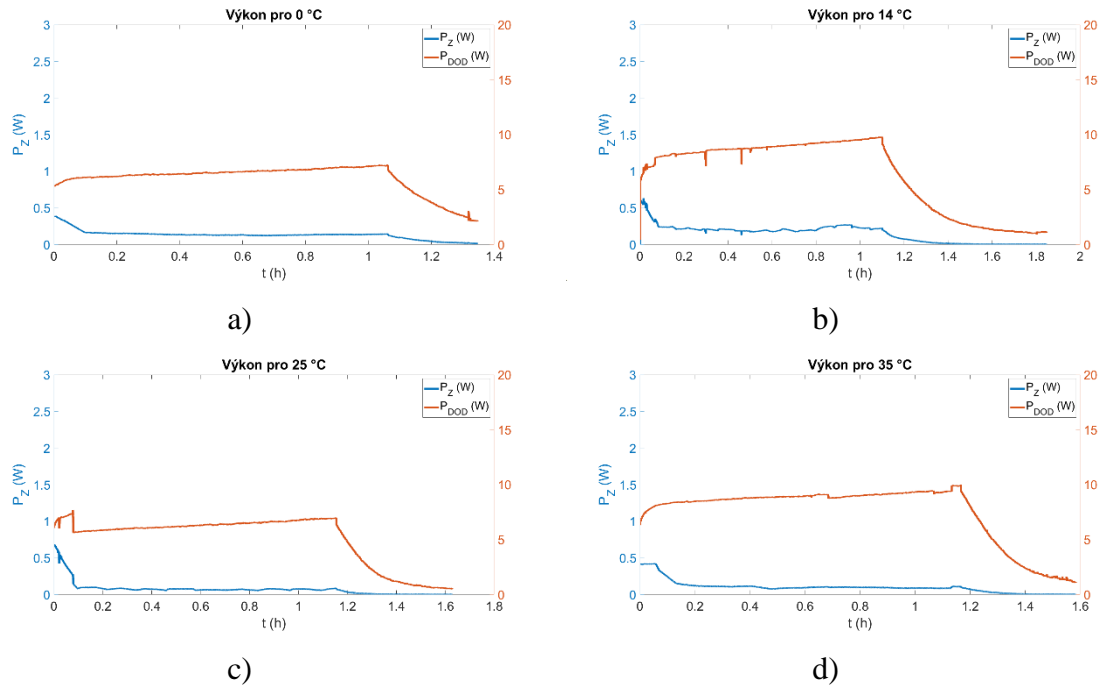 Výkon pro 0 °C
3
2.5
2
1.5
1
0.5
0
P_Z (W)
20
15
10
5
0
P_Z (W)
P_DOD (W)
0 0.2 0.4 0.6 0.8 1 1.2 1.4
t (h)
a)
Výkon pro 14 °C
3
2.5
2
1.5
1
0.5
0
P_Z (W)
20
15
10
5
0
P_Z (W)
P_DOD (W)
0 0.2 0.4 0.6 0.8 1 1.2 1.4 1.6 1.8 2
t (h)
b)
Výkon pro 25 °C
3
2.5
2
1.5
1
0.5
0
P_Z (W)
20
15
10
5
0
P_Z (W)
P_DOD (W)
0 0.2 0.4 0.6 0.8 1 1.2 1.4 1.6 1.8
t (h)
c)
Výkon pro 35 °C
3
2.5
2
1.5
1
0.5
0
P_Z (W)
20
15
10
5
0
P_Z (W)
P_DOD (W)
0 0.2 0.4 0.6 0.8 1 1.2 1.4 1.6
t (h)
d)